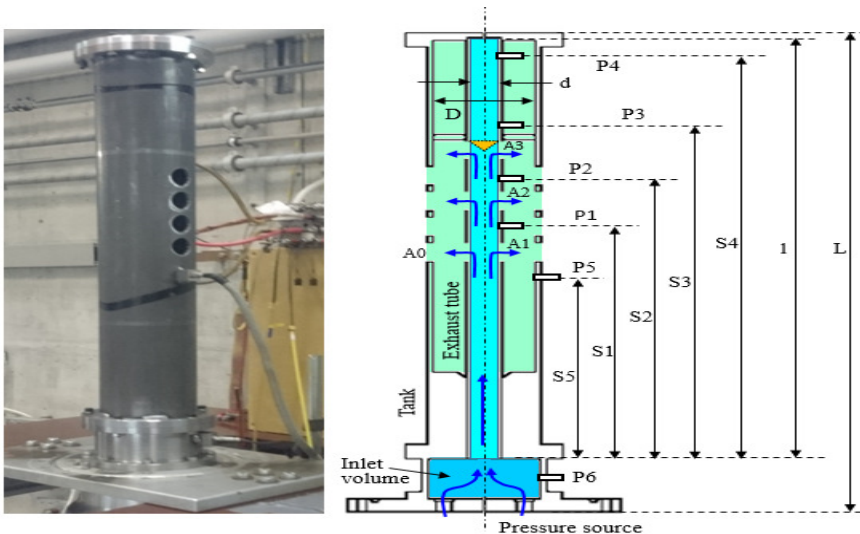 P4
d
D
P3
A3
P2
A2
P1
A0
A1
P5
Exhaust tube
Tank
S5
S1
S2
S3
S4
l
L
Inlet
volume
P6
Pressure source